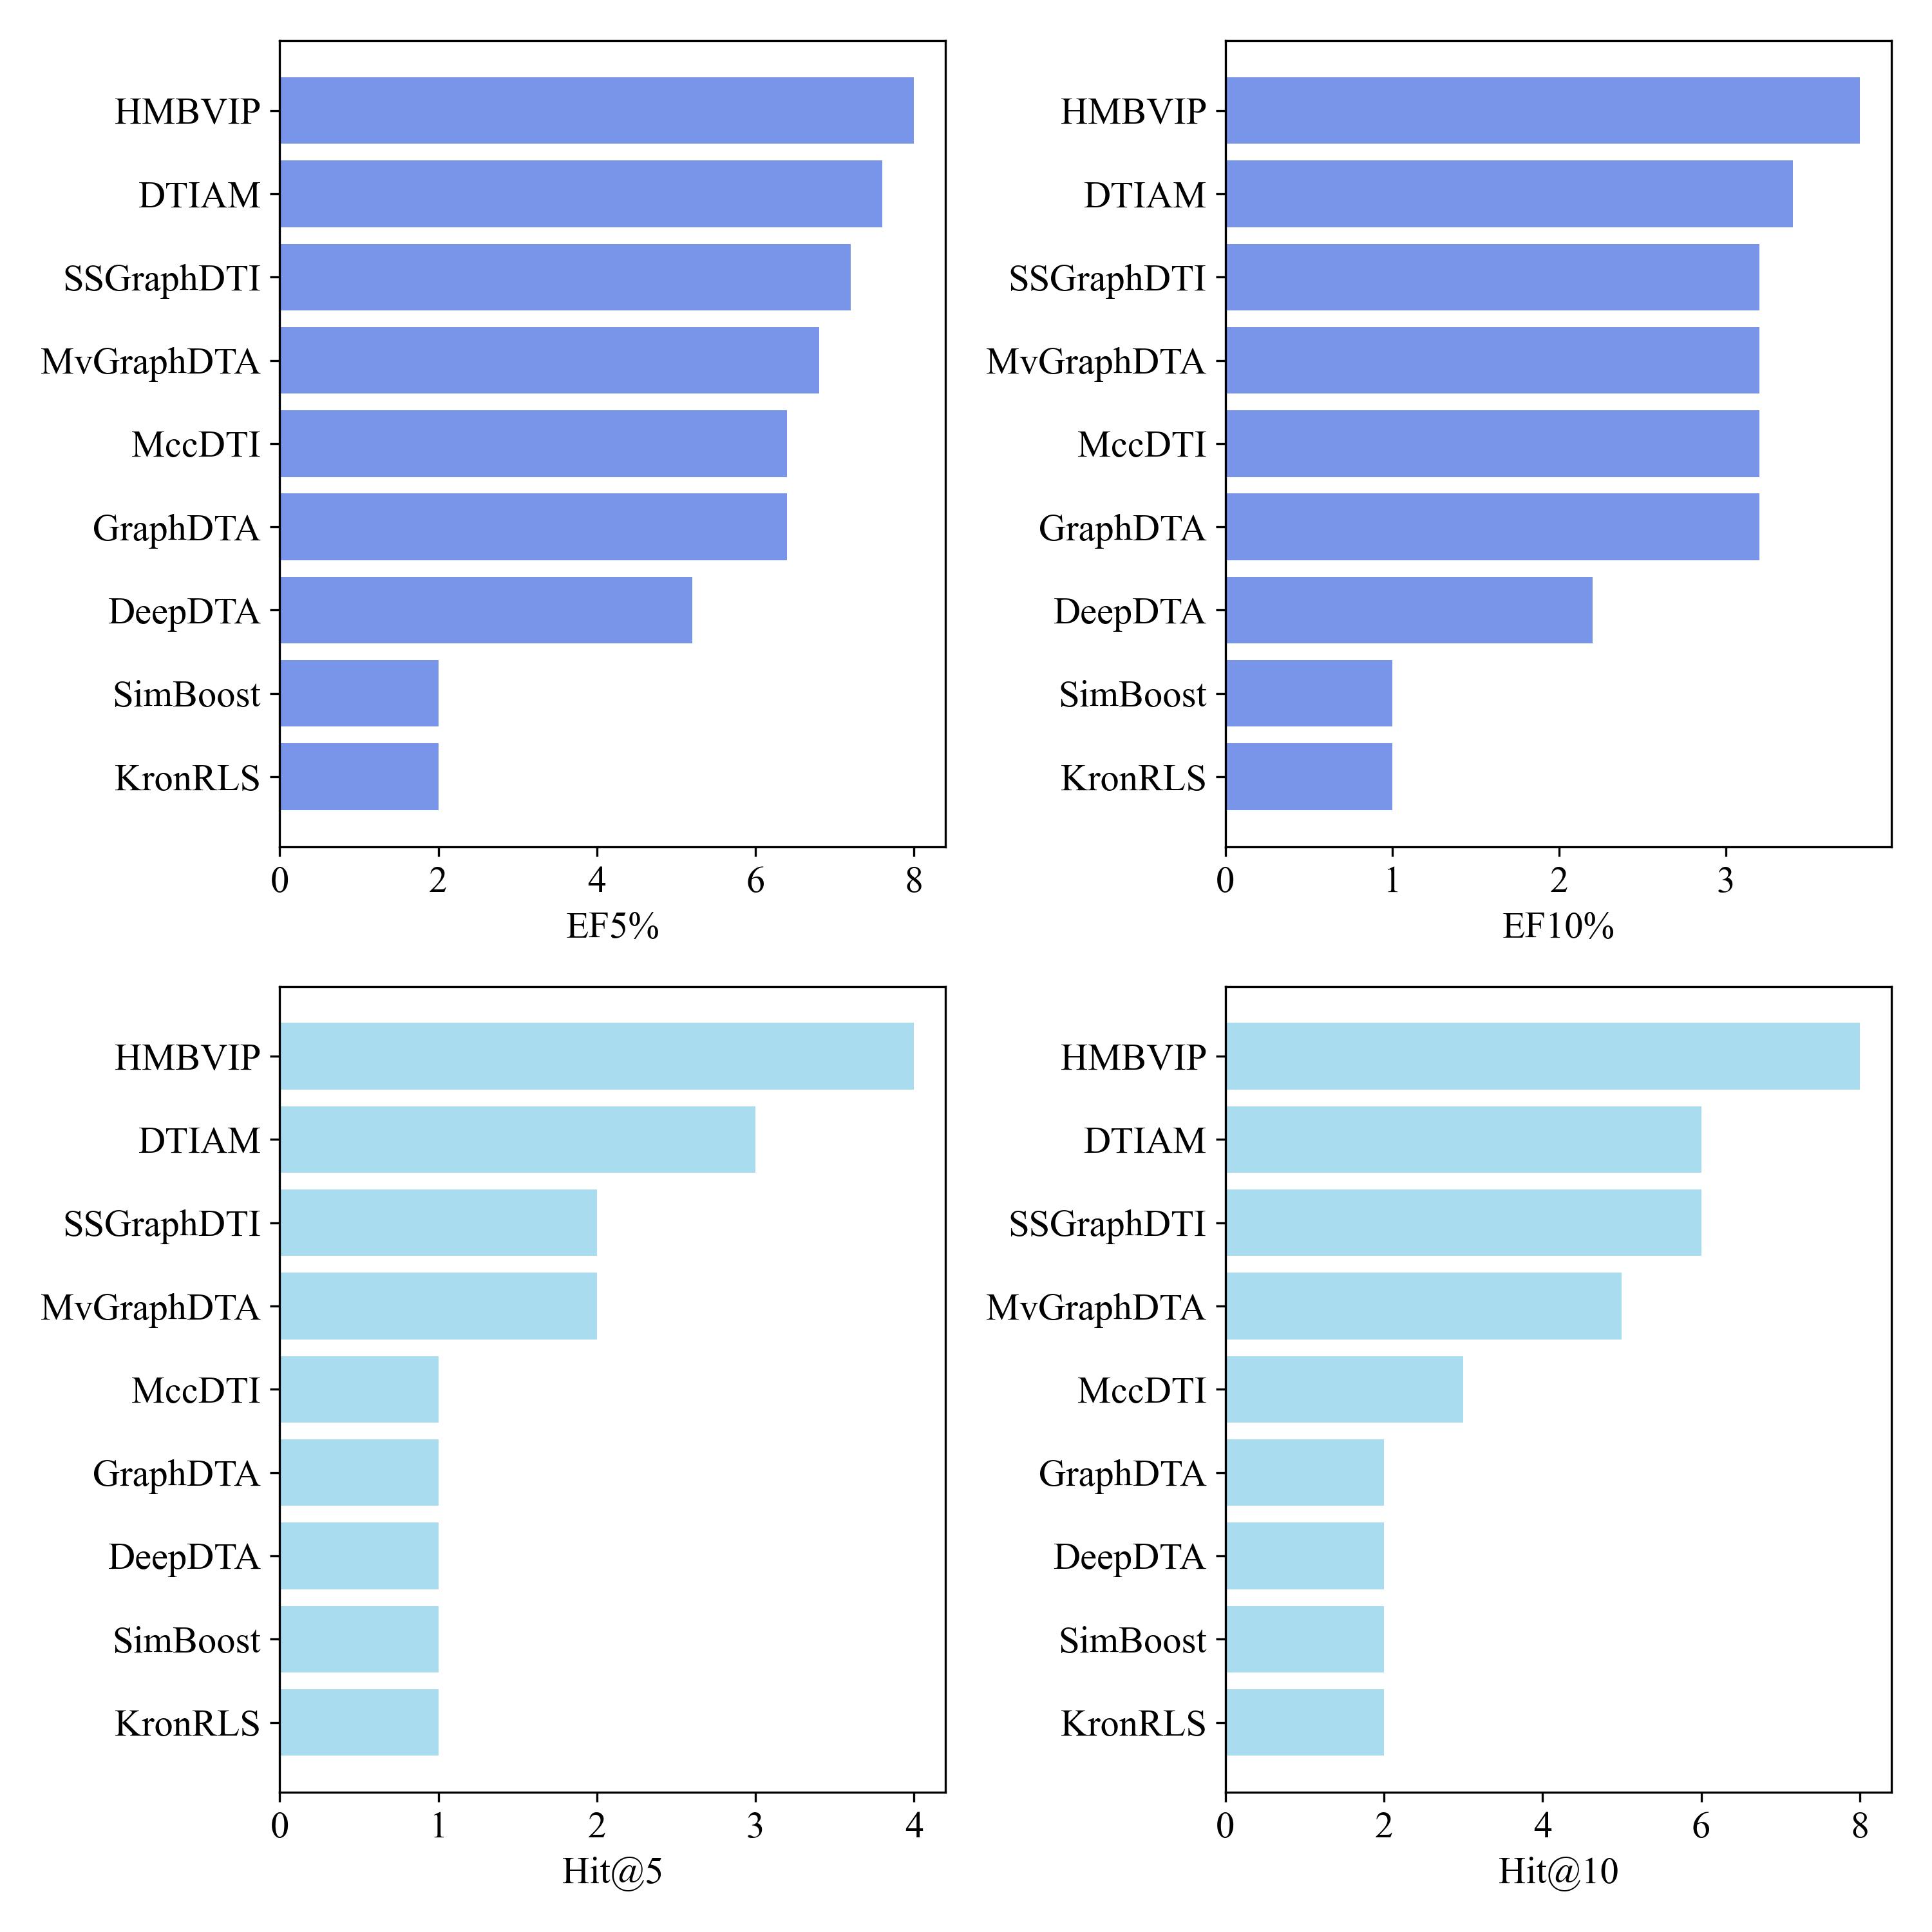 HMBVIP
DTIAM
SSGraphDTI
MvGraphDTA
MccDTI
GraphDTA
DeepDTA
SimBoost
KronRLS
0 2 4 6 8
EF5%
HMBVIP
DTIAM
SSGraphDTI
MvGraphDTA
MccDTI
GraphDTA
DeepDTA
SimBoost
KronRLS
0 1 2 3
EF10%
HMBVIP
DTIAM
SSGraphDTI
MvGraphDTA
MccDTI
GraphDTA
DeepDTA
SimBoost
KronRLS
0 1 2 3 4
Hit@5
HMBVIP
DTIAM
SSGraphDTI
MvGraphDTA
MccDTI
GraphDTA
DeepDTA
SimBoost
KronRLS
0 2 4 6 8
Hit@10